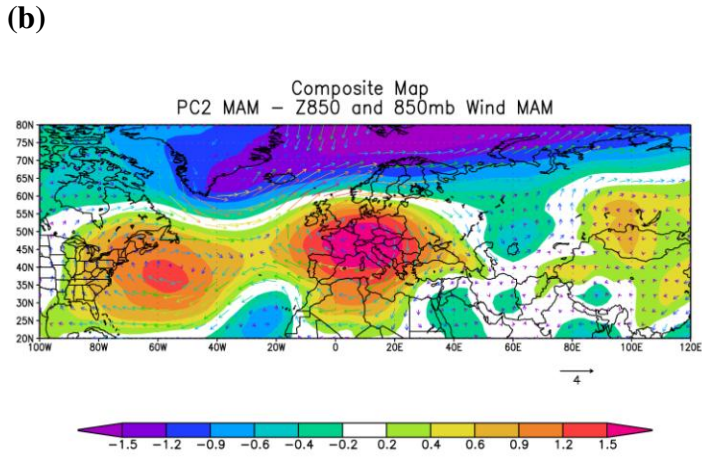 (b)
Composite Map
PC2 MAM – Z850 and 850mb Wind MAM
80N
75N
70N
65N
60N
55N
50N
45N
40N
35N
30N
25N
20N
100W 80W 60W 40W 20W 0 20E 40E 60E 80E 100E 120E
4
-1.5 -1.2 -0.9 -0.6 -0.4 -0.2 0.2 0.4 0.6 0.9 1.2 1.5